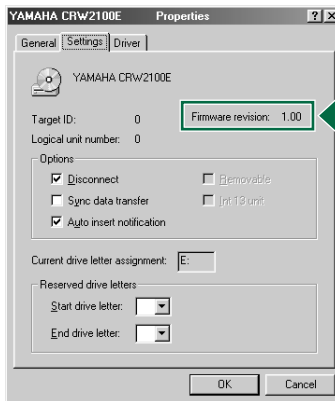 YAMAHA CRW2100E Properties ? X
General Settings Driver
YAMAHA CRW2100E
Target ID: 0 Firmware revision: 1.00
Logical unit number: 0
Options
Disconnect Removable
Sync data transfer Int 13 unit
Auto insert notification
Current drive letter assignment: E:
Reserved drive letters
Start drive letter:
End drive letter:
OK Cancel